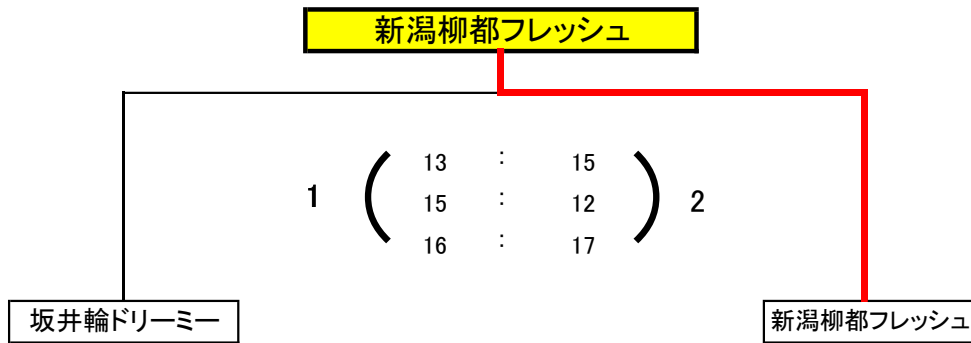 新潟柳都フレッシュ
13 : 15
1 ( 15 : 12 ) 2
16 : 17
坂井輪ドリーミー 新潟柳都フレッシュ